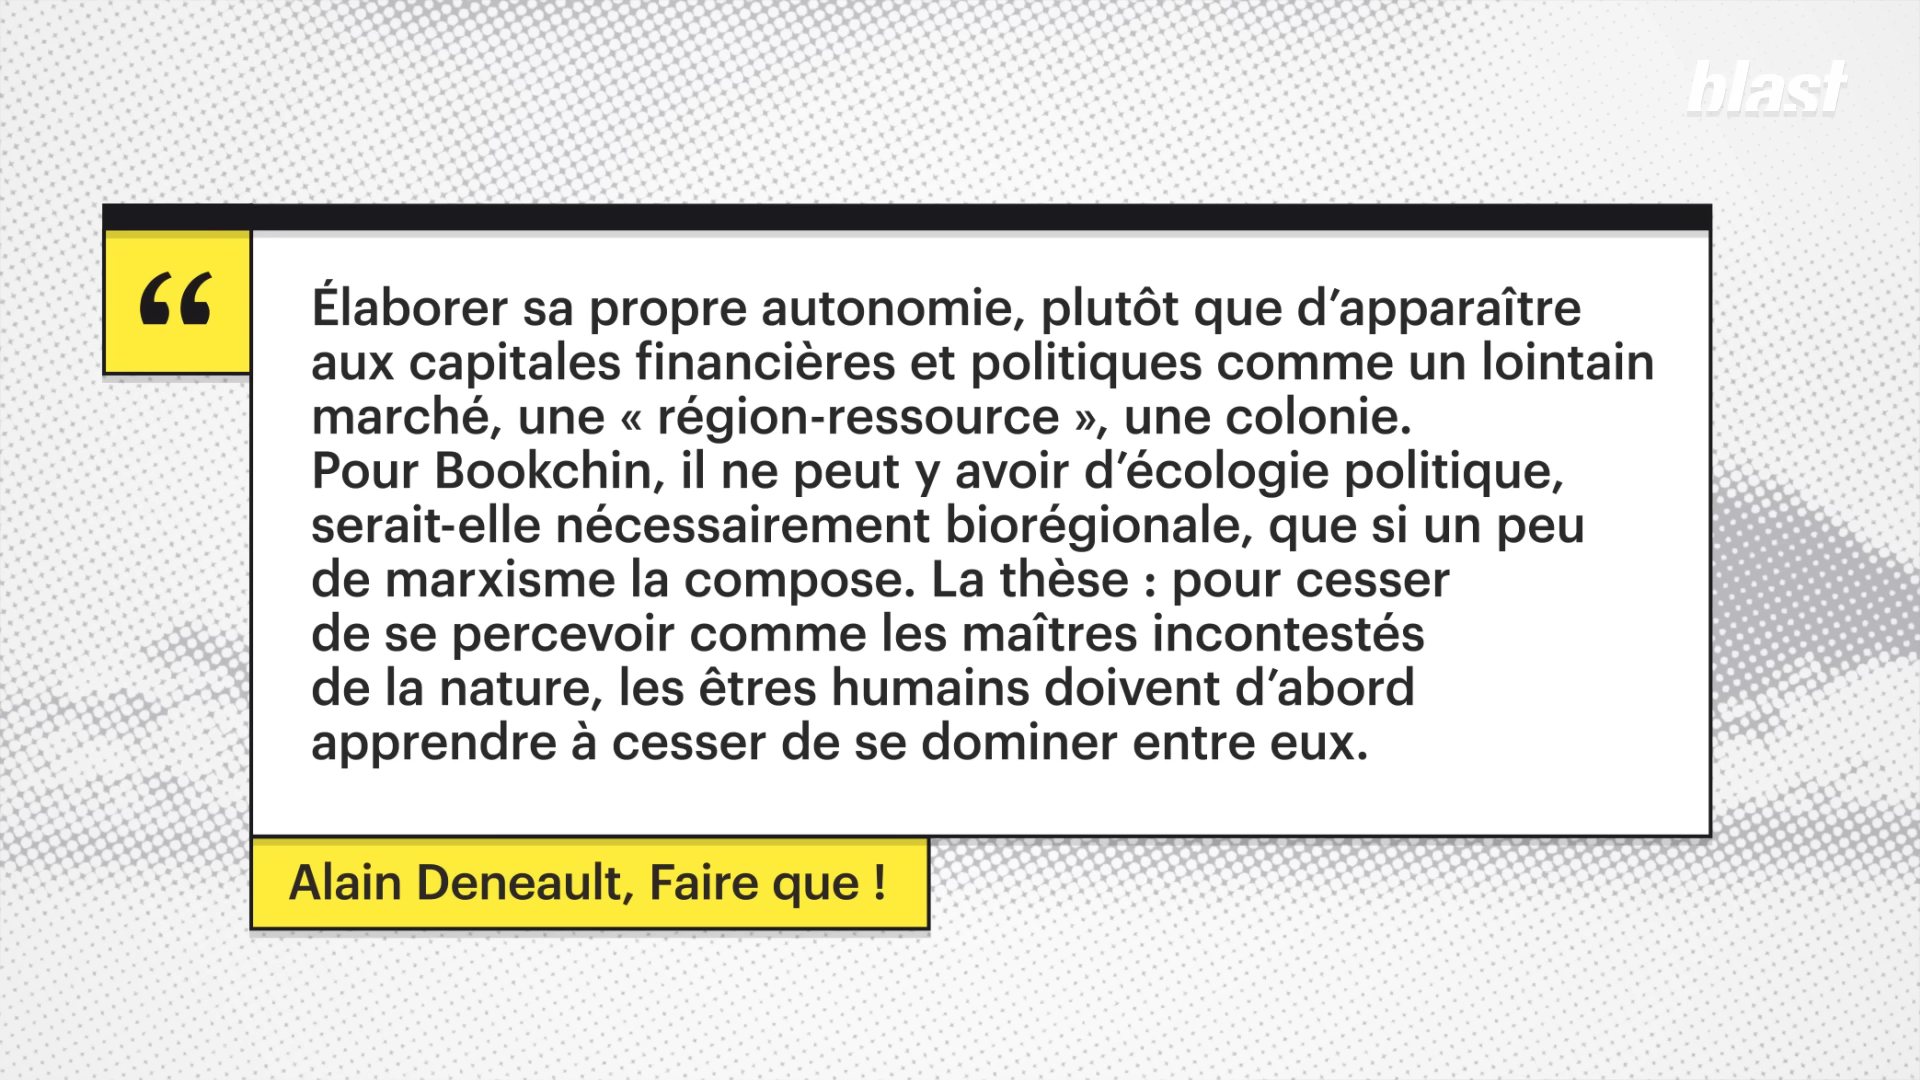 blast
“
Élaborer sa propre autonomie, plutôt que d’apparaître
aux capitales financières et politiques comme un lointain
marché, une « région-ressource », une colonie.
Pour Bookchin, il ne peut y avoir d’écologie politique,
serait-elle nécessairement biorégionale, que si un peu
de marxisme la compose. La thèse : pour cesser
de se percevoir comme les maîtres incontestés
de la nature, les êtres humains doivent d’abord
apprendre à cesser de se dominer entre eux.
Alain Deneault, Faire que !